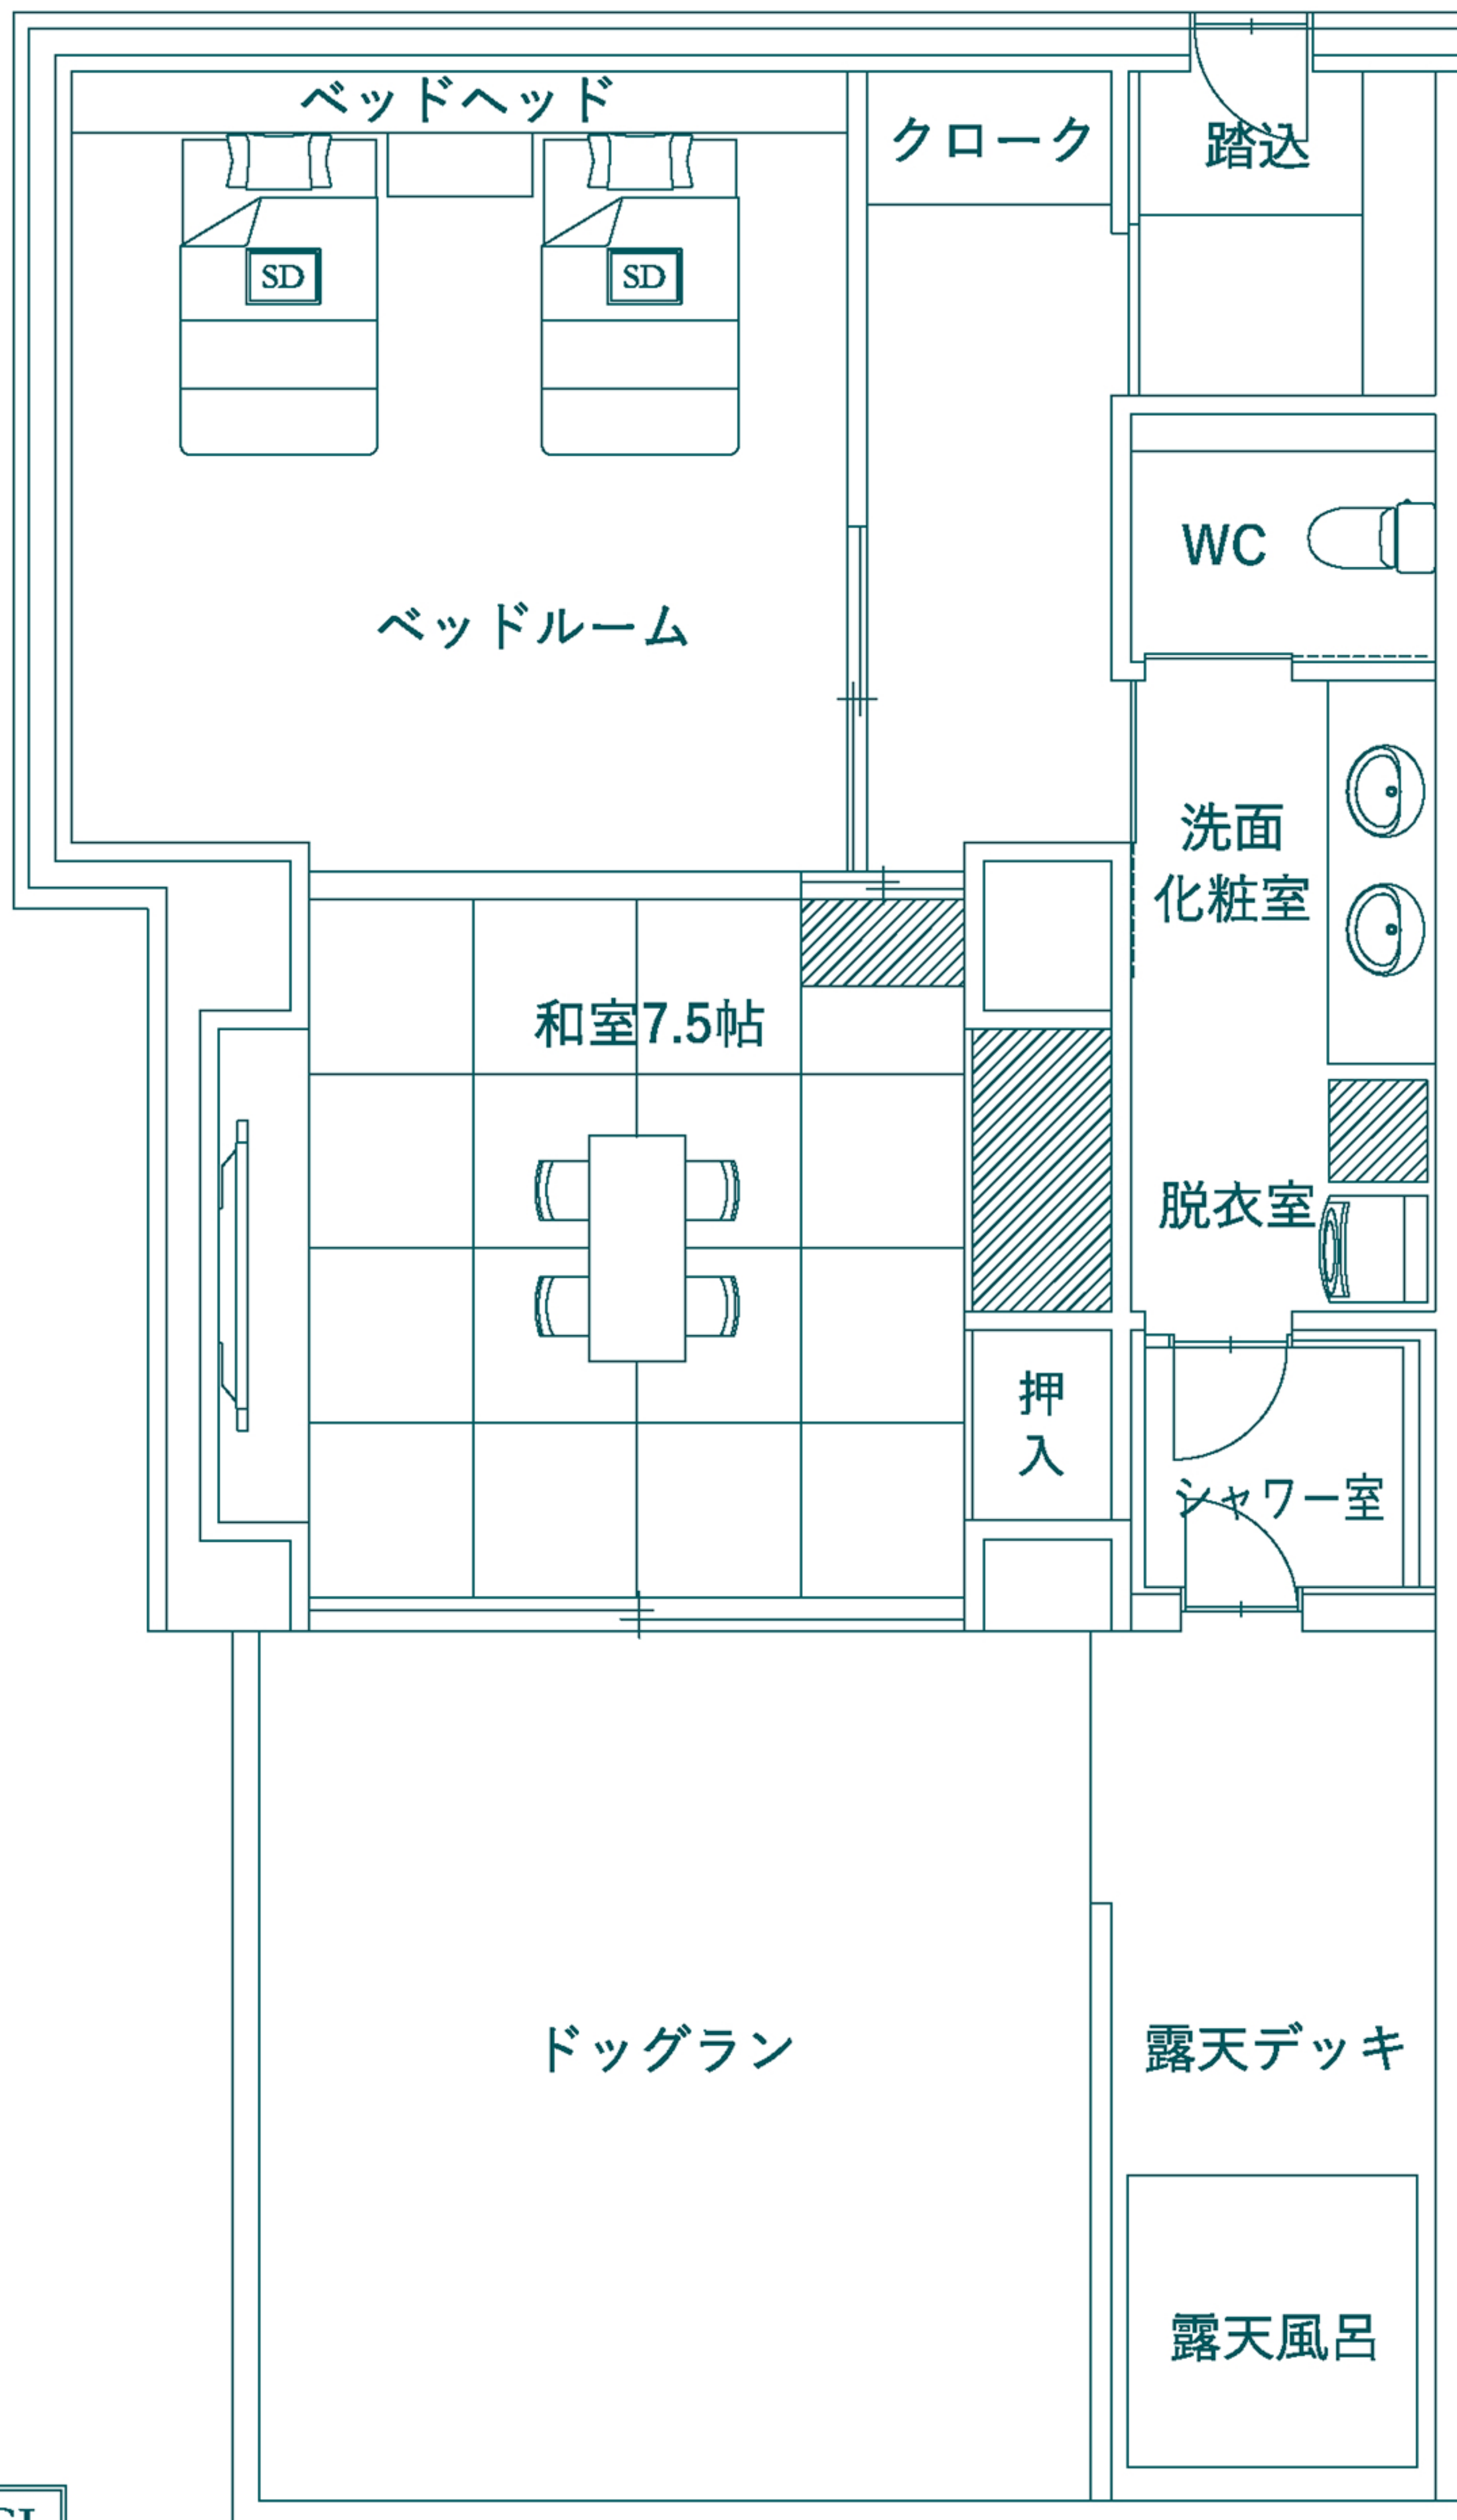 ベッドヘッド
クローク
踏込
SD
SD
WC
ベッドルーム
洗面
化粧室
和室7.5帖
脱衣室
押
入
シャワー室
ドッグラン
露天デッキ
露天風呂